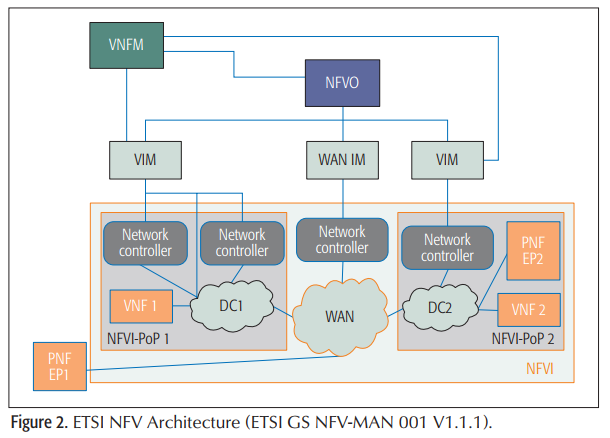 VNFM
NFVO
VIM
WAN IM
VIM
Network
controller
Network
controller
Network
controller
Network
controller
PNF
EP2
VNF 1
DC1
WAN
DC2
VNF 2
NFVI-PoP 1
NFVI-PoP 2
PNF
EP1
NFVI
Figure 2. ETSI NFV Architecture (ETSI GS NFV-MAN 001 V1.1.1).